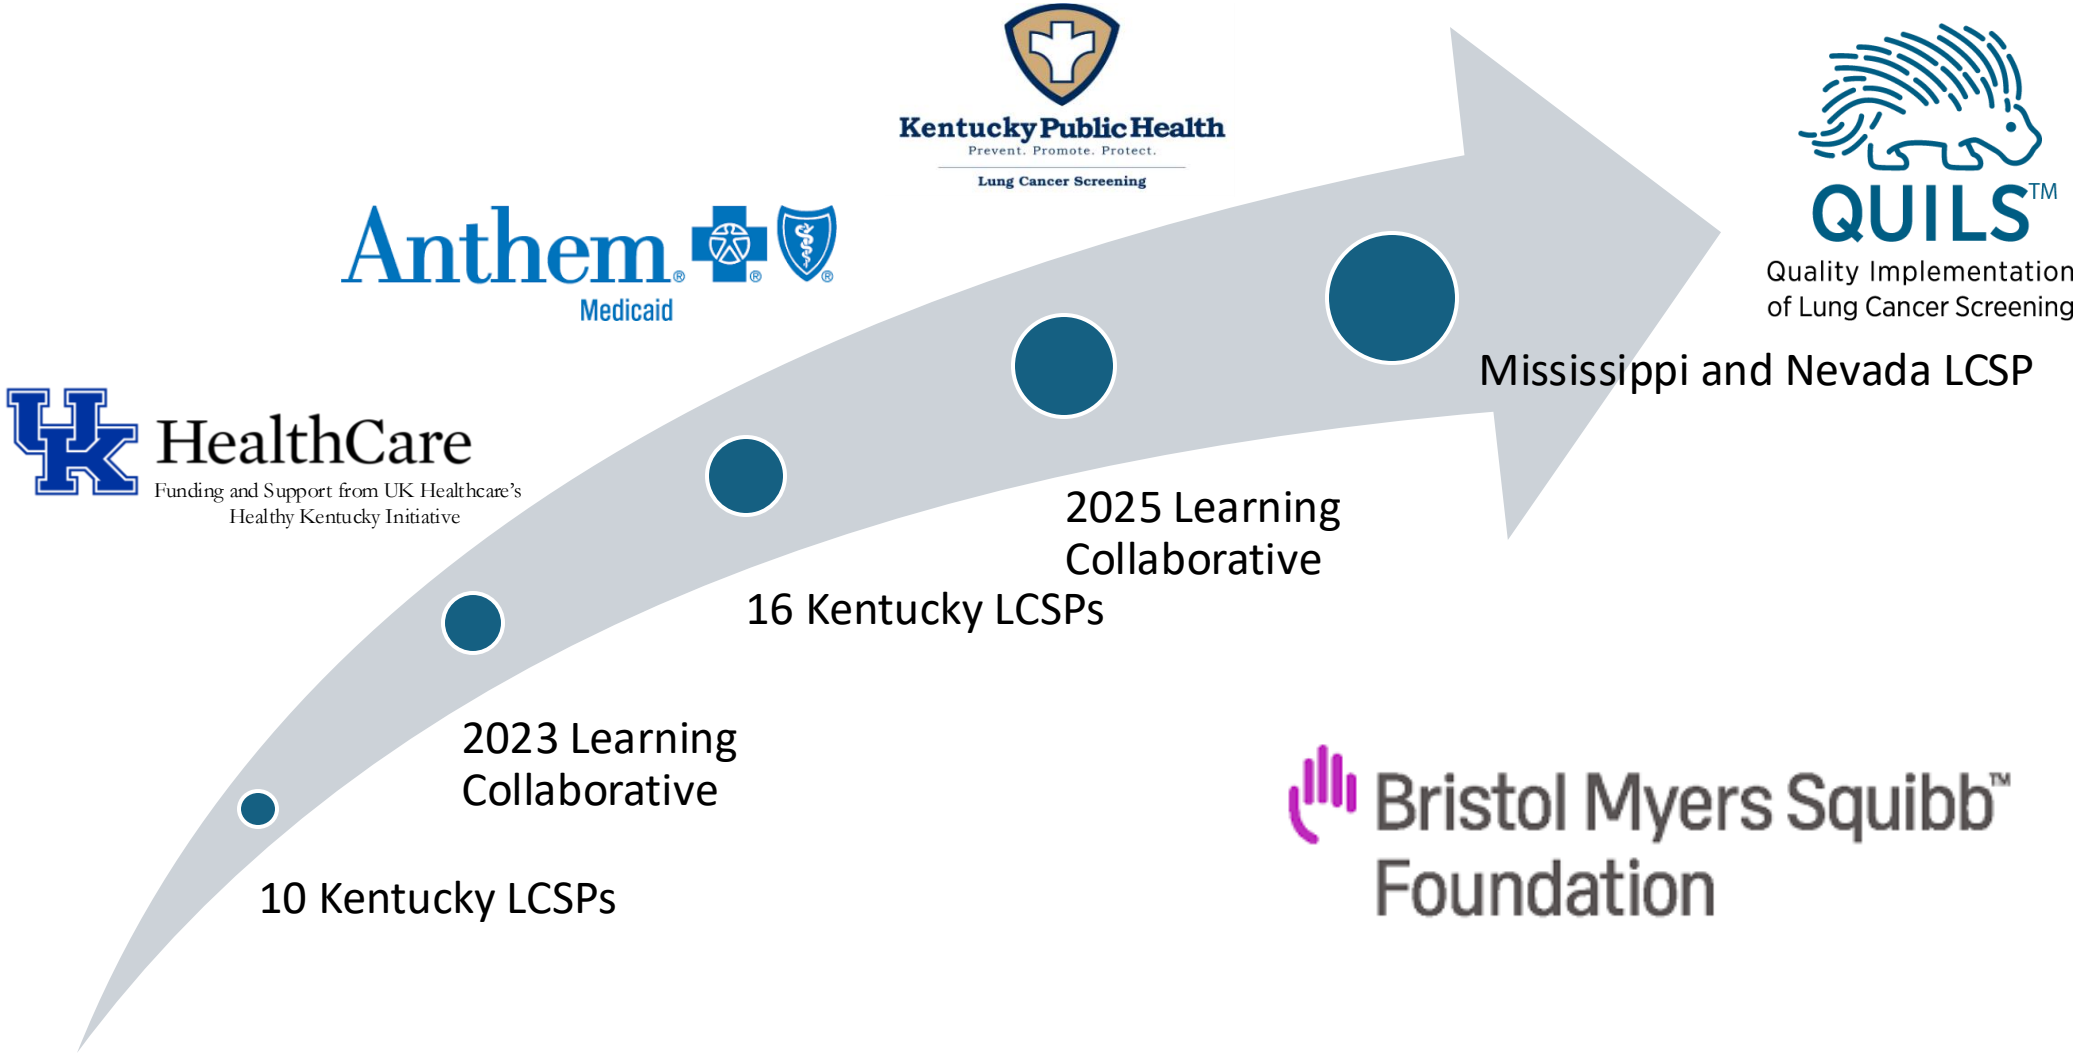 Kentucky Public Health
Prevent. Promote. Protect.
Lung Cancer Screening
QUILS™
Quality Implementation
of Lung Cancer Screening
Anthem® ® ®
Medicaid
UK HealthCare
Funding and Support from UK Healthcare's
Healthy Kentucky Initiative
Mississippi and Nevada LCSP
2025 Learning
Collaborative
16 Kentucky LCSPs
2023 Learning
Collaborative
10 Kentucky LCSPs
Bristol Myers Squibb™
Foundation